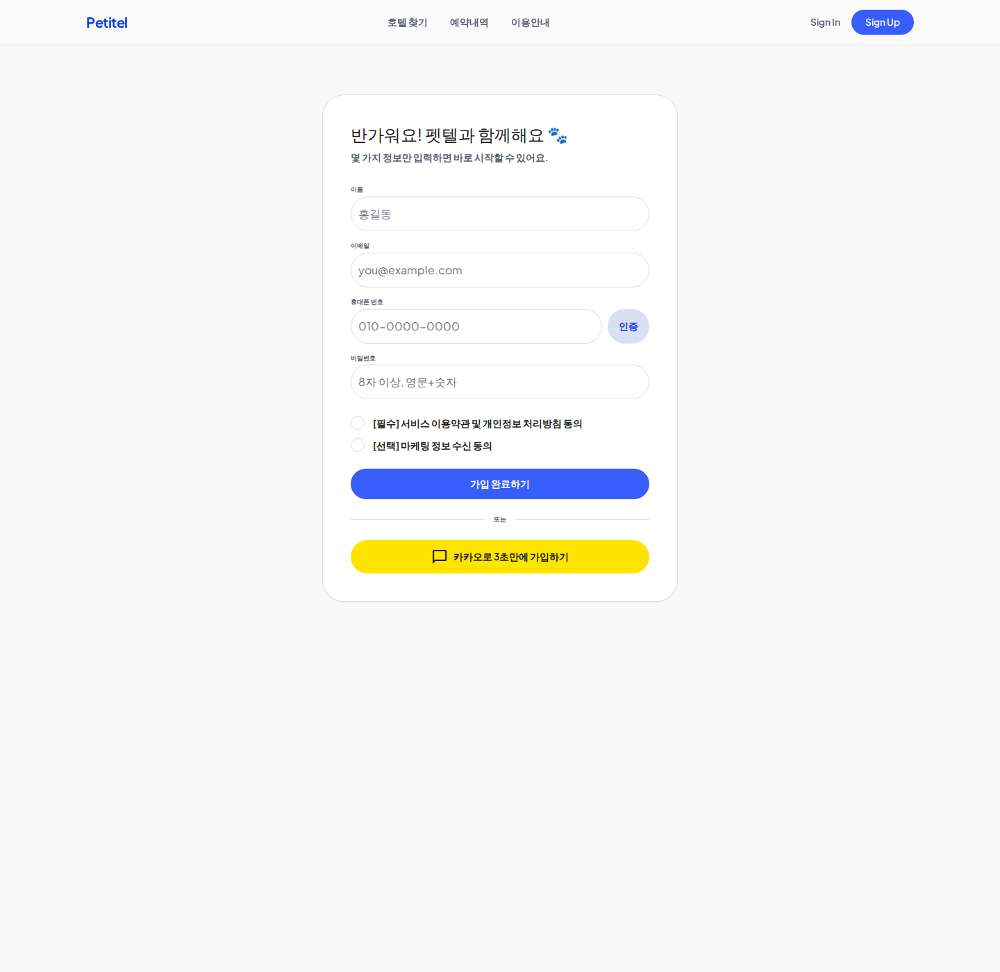 Petitel
호텔 찾기
예약내역
이용안내
Sign In
Sign Up
반가워요! 펫텔과 함께해요 🐾
몇 가지 정보만 입력하면 바로 시작할 수 있어요.
이름
홍길동
이메일
you@example.com
휴대폰 번호
010-0000-0000
인증
비밀번호
8자 이상, 영문+숫자
[필수] 서비스 이용약관 및 개인정보 처리방침 동의
[선택] 마케팅 정보 수신 동의
가입 완료하기
또는
카카오로 3초만에 가입하기